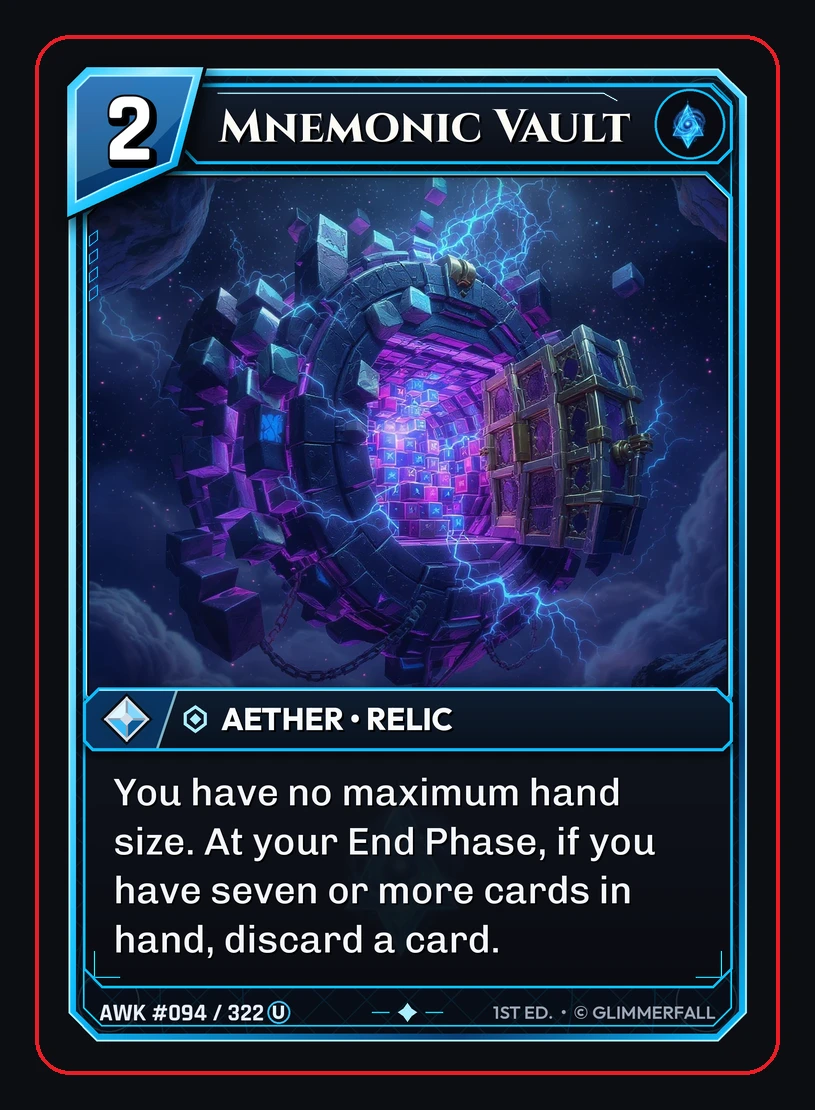 2
MNEMONIC VAULT
AETHER • RELIC
You have no maximum hand
size. At your End Phase, if you
have seven or more cards in
hand, discard a card.
AWK #094 / 322 U
1ST ED. • © GLIMMERFALL